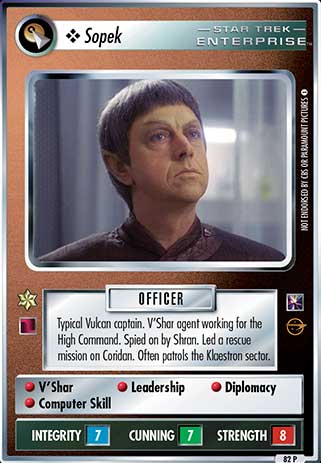 ❖ Sopek
STAR TREK
ENTERPRISE™
NOT ENDORSED BY CBS OR PARAMOUNT PICTURES
OFFICER
Typical Vulcan captain. V'Shar agent working for the
High Command. Spied on by Shran. Led a rescue
mission on Coridan. Often patrols the Klaestron sector.
V'Shar
Leadership
Diplomacy
Computer Skill
INTEGRITY 7
CUNNING 7
STRENGTH 8
82 P